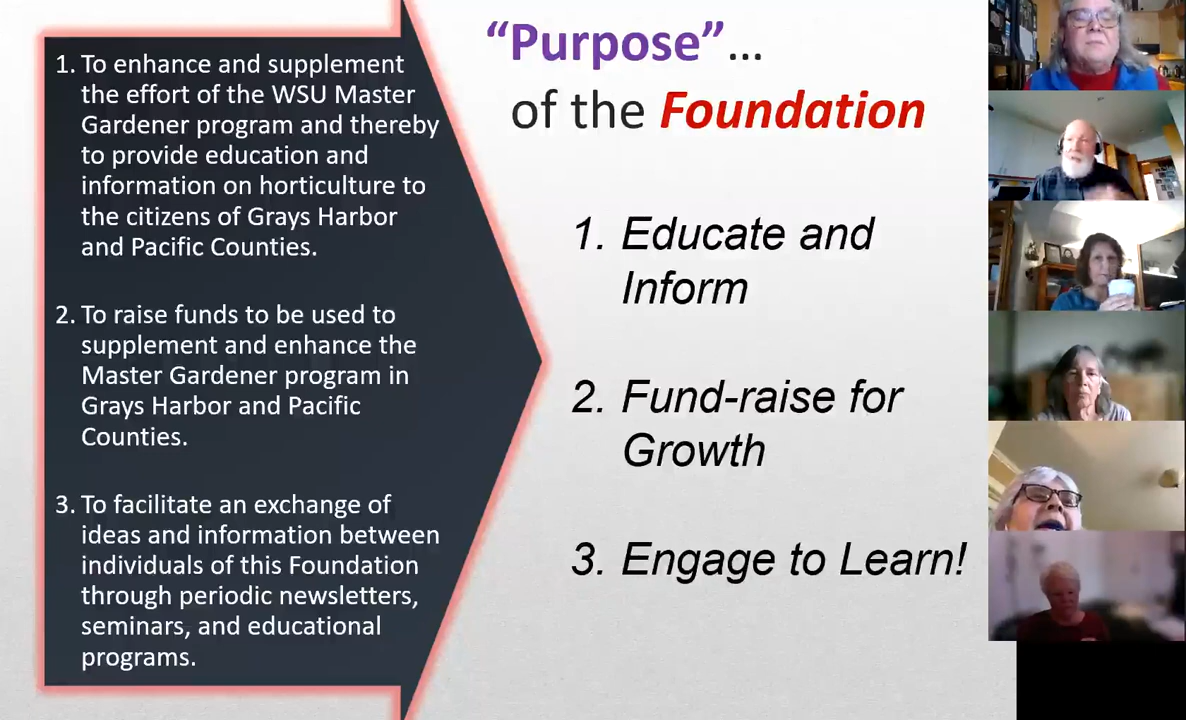 1. To enhance and supplement
the effort of the WSU Master
Gardener program and thereby
to provide education and
information on horticulture to
the citizens of Grays Harbor
and Pacific Counties.
2. To raise funds to be used to
supplement and enhance the
Master Gardener program in
Grays Harbor and Pacific
Counties.
3. To facilitate an exchange of
ideas and information between
individuals of this Foundation
through periodic newsletters,
seminars, and educational
programs.
“Purpose”...
of the Foundation
1. Educate and
Inform
2. Fund-raise for
Growth
3. Engage to Learn!